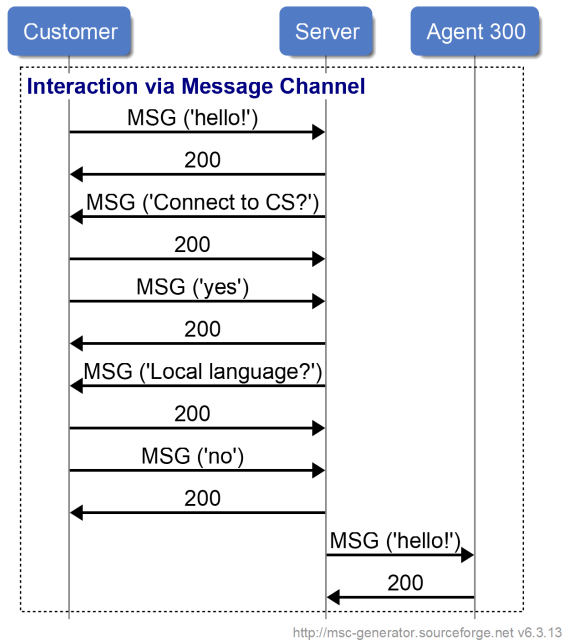 Customer
Server
Agent 300
Interaction via Message Channel
MSG ('hello!')
200
MSG ('Connect to CS?')
200
MSG ('yes')
200
MSG ('Local language?')
200
MSG ('no')
200
MSG ('hello!')
200
http://msc-generator.sourceforge.net v6.3.13